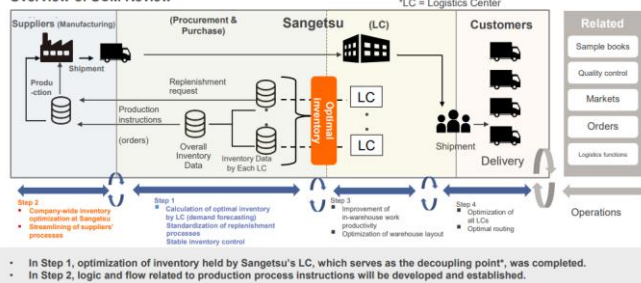 *LC = Logistics Center
Suppliers (Manufacturing)
(Procurement &
Purchase)
Sangetsu
(LC)
Customers
Related
Shipment
Produ
-ction
Replenishment
request
Production
instructions
(orders)
Overall
Inventory
Data
Inventory Data
by Each LC
Optimal
inventory
LC
LC
Shipment
Delivery
Sample books
Quality control
Markets
Orders
Logistics functions
Operations
Step 2
Company-wide inventory
optimization at Sangetsu
Streamlining of suppliers'
processes
Step 1
Calculation of optimal inventory
by LC (demand forecasting)
Standardization of replenishment
processes
Stable inventory control
Step 3
Improvement of
in-warehouse work
productivity
Optimization of warehouse layout
Step 4
Optimization of
all LCs
Optimal routing
• In Step 1, optimization of inventory held by Sangetsu's LC, which serves as the decoupling point*, was completed.
• In Step 2, logic and flow related to production process instructions will be developed and established.